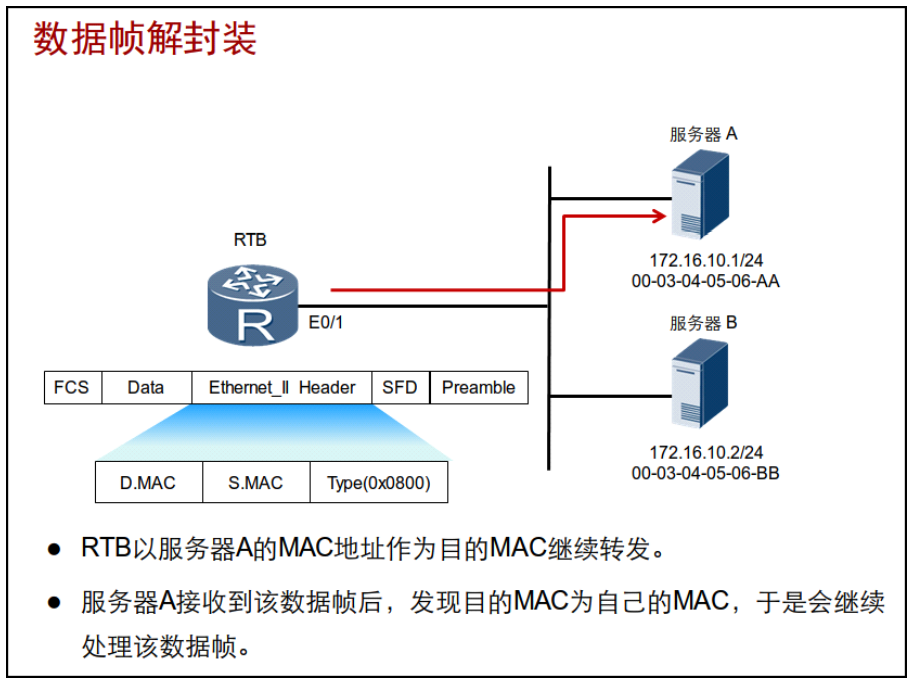 数据帧解封装
服务器 A
172.16.10.1/24
00-03-04-05-06-AA
RTB
E0/1
服务器 B
172.16.10.2/24
00-03-04-05-06-BB
FCS Data Ethernet_II Header SFD Preamble
D.MAC S.MAC Type(0x0800)
R
● RTB以服务器A的MAC地址作为目的MAC继续转发。
● 服务器A接收到该数据帧后，发现目的MAC为自己的MAC，于是会继续
处理该数据帧。